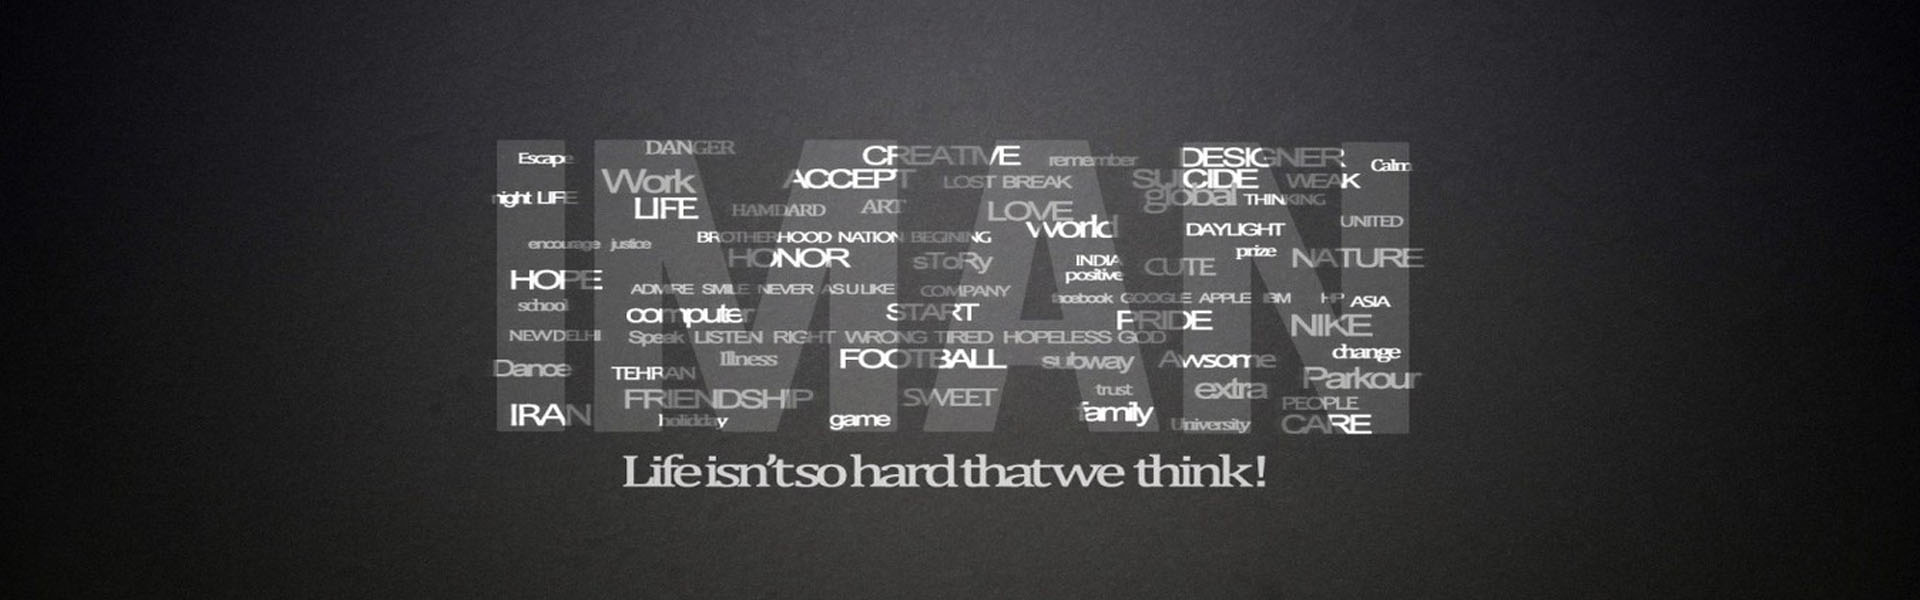 IMAN
Escape DANGER CREATIVE remember DESIGNER Calm
Work ACCEPT LOST BREAK SUICIDE WEAK
night LIFE LIFE HAMDARD ART LOVE global THINKING
world DAYLIGHT UNITED
encourage justice BROTHERHOOD NATION BEGINING
HONOR sToRy INDIA CUTE prize NATURE
positive
HOPE ADMIRE SMILE NEVER AS U LIKE COMPANY
school facebook GOOGLE APPLE IBM HP ASIA
computer START PRIDE NIKE
NEWDELHI Speak LISTEN RIGHT WRONG TIRED HOPELESS GOD
Illness FOOTBALL subway Awsome change
Dance TEHRAN Parkour
FRIENDSHIP SWEET trust extra PEOPLE
IRAN holidday game family University CARE
Life isn't so hard that we think!